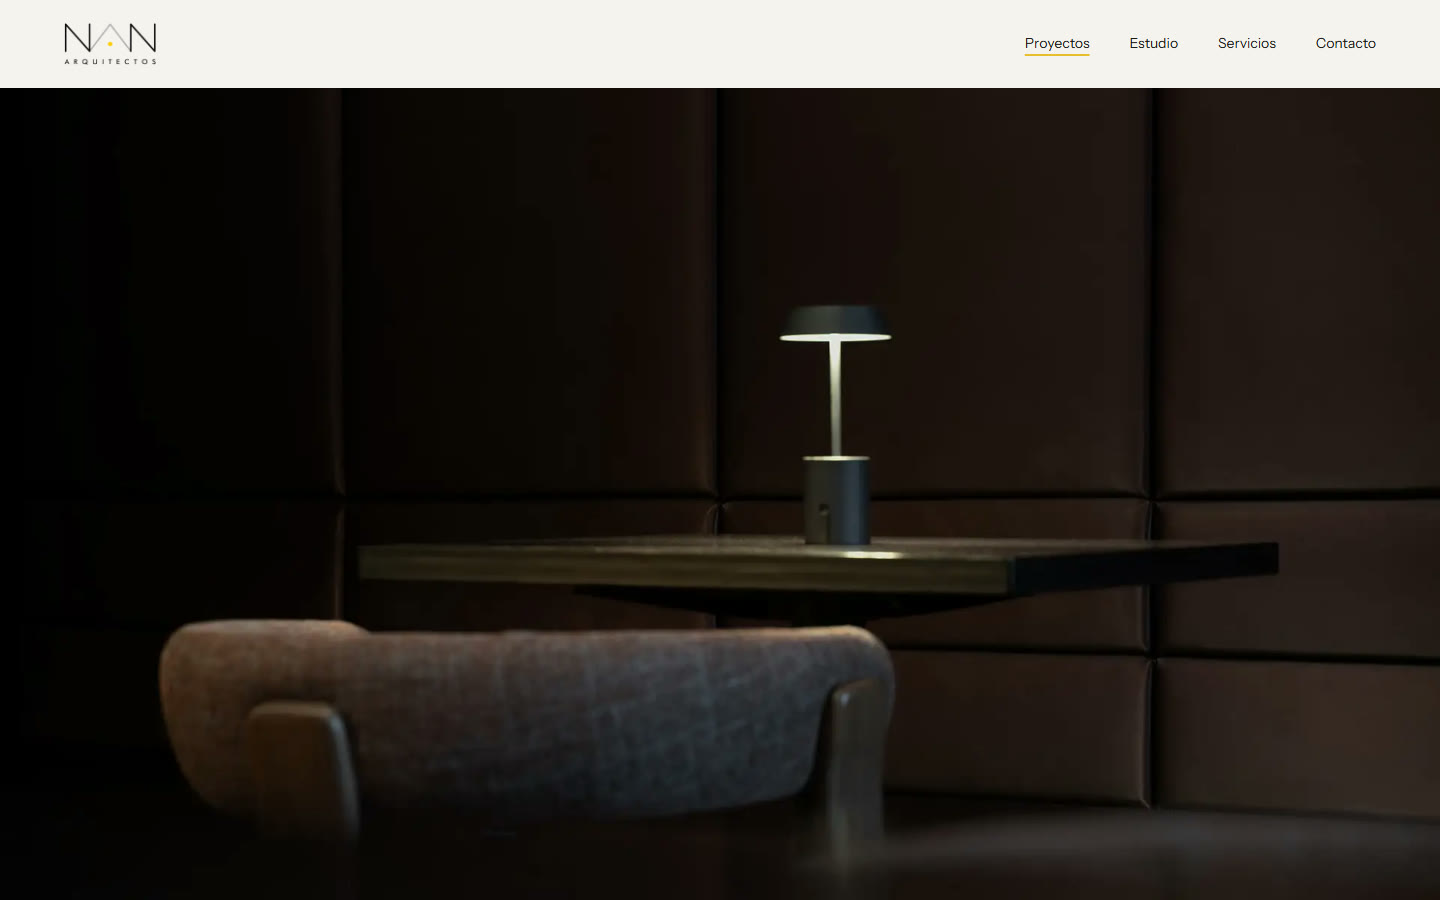 NAN
ARQUITECTOS
Proyectos
Estudio
Servicios
Contacto